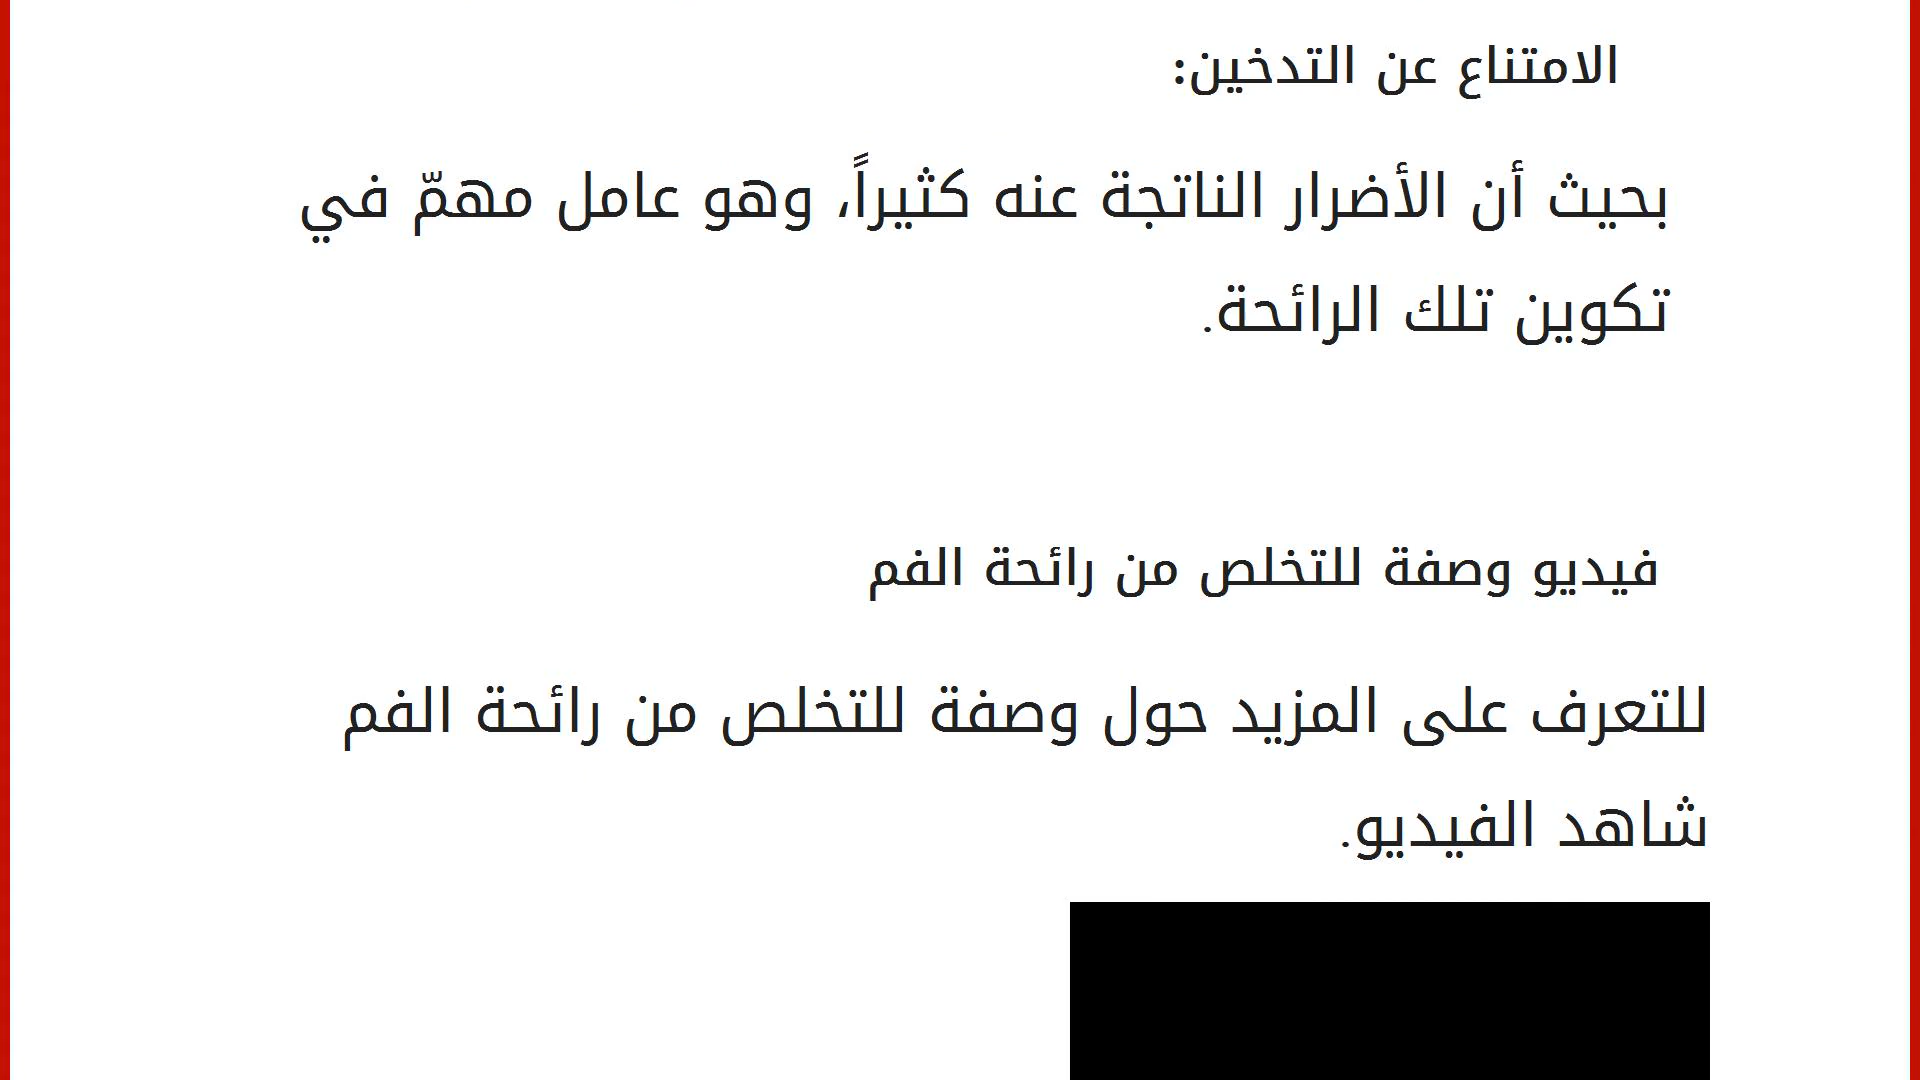 الامتناع عن التدخين:
بحيث أن الأضرار الناتجة عنه كثيراً، وهو عامل مهمّ في
تكوين تلك الرائحة.
فيديو وصفة للتخلص من رائحة الفم
للتعرف على المزيد حول وصفة للتخلص من رائحة الفم
شاهد الفيديو.